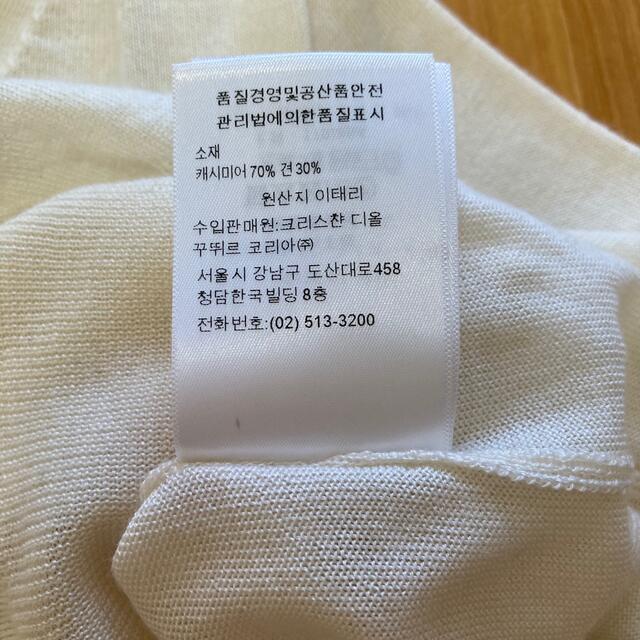 품질경영및공산품안전
관리법에의한품질표시
소재
캐시미어 70% 견 30%
원산지 이태리
수입판매원:크리스챤 디올
꾸뛰르 코리아㈜
서울시 강남구 도산대로458
청담한국빌딩 8층
전화번호:(02) 513-3200